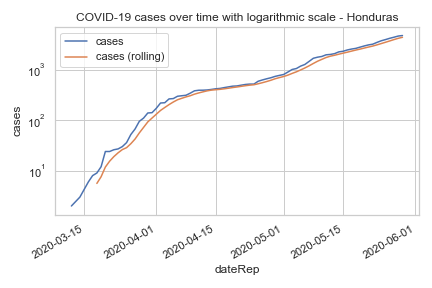 COVID-19 cases over time with logarithmic scale - Honduras
cases
cases (rolling)
10³
10²
10¹
cases
2020-03-15
2020-04-01
2020-04-15
2020-05-01
2020-05-15
2020-06-01
dateRep